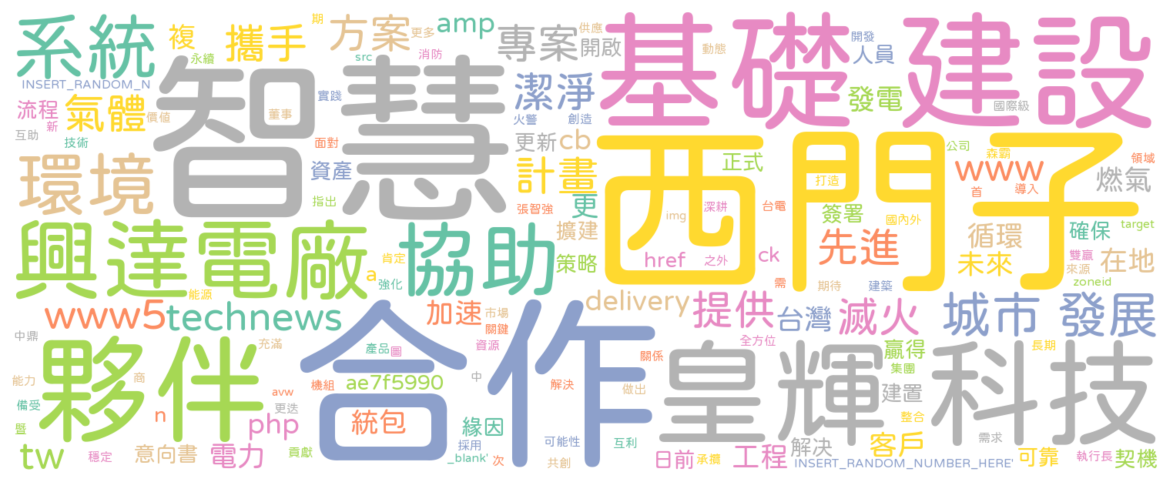 系統 複 攜手 方案 期 更多 amp 供應 專案 開啟 基礎建設
永續 src 消防 動態 開發 人員
INSERT_RANDOM_N 智慧 實踐 潔淨 發電 國際級
流程 新 氣體 價值 董事 火警 創造
互助 技術 面對 更新 cb 正式 公司 森霸 www 領域
環境 資產 計畫 西門子 打造 首 導入 燃氣
指出 張智強 更 img 深耕 台電 簽署 國內外 循環 確保 target
興達電廠 協助 擴建 先進 未來 在地
肯定 策略 href 之外 ck 雙贏 來源
能源 a 強化 需 期待 建築 zoneid
www5 technews 加速 市場 關鍵 delivery 提供 台灣 滅火 城市 發展
中鼎 充滿 產品 圖 資源 全方位 長期
夥伴 合作 關係 皇輝科技 贏得 集團
能力 商 機組 ae7f5990 中 解決 做出 建置
備受 avw 更迭 統包 緣因 互利 整合
暨 n php 採用 可能性 解決 客戶 需求
tw 穩定 意向書 電力 貢獻 _blank' 次 共創 日前 承攬 工程 INSERT_RANDOM_NUMBER_HERE' 可靠 執行長 契機